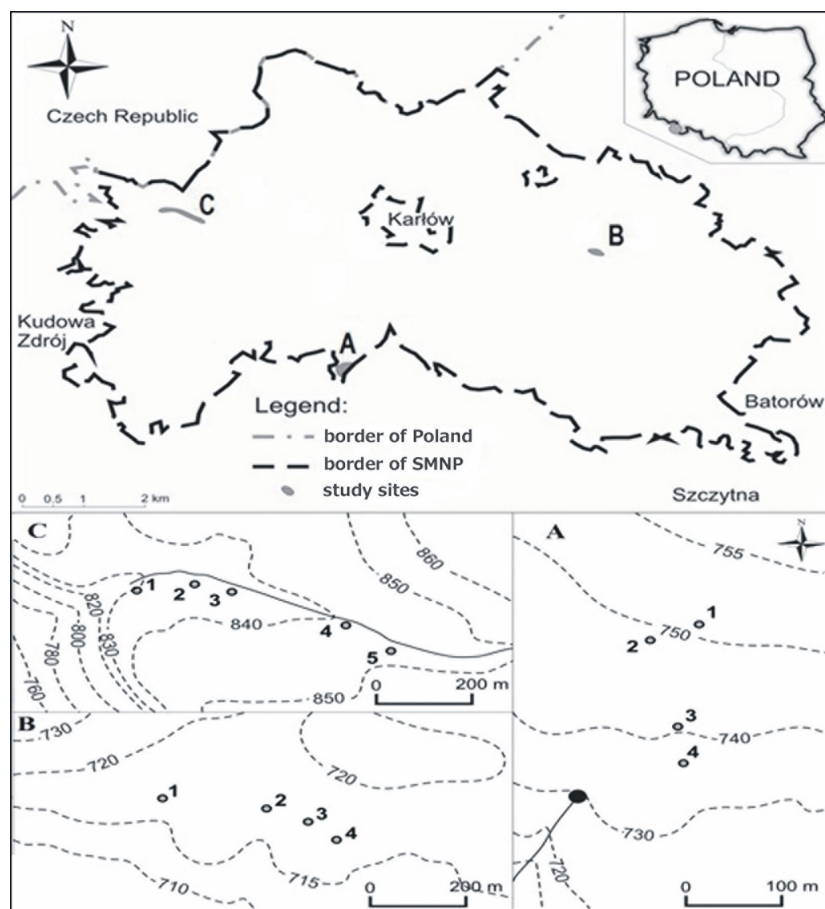 N
Czech Republic
POLAND
C
Karłów
B
Kudowa
Zdrój
A
Legend:
border of Poland
border of SMNP
study sites
Batorów
Szczytna
0 0.5 1 2 km
C
1
2
3
4
5
820
800
780
760
830
840
850
860
850
0 200 m
B
730
720
720
1
2
3
4
710
715
0 200 m
A
N
755
1
750
2
3
740
4
730
720
0 100 m